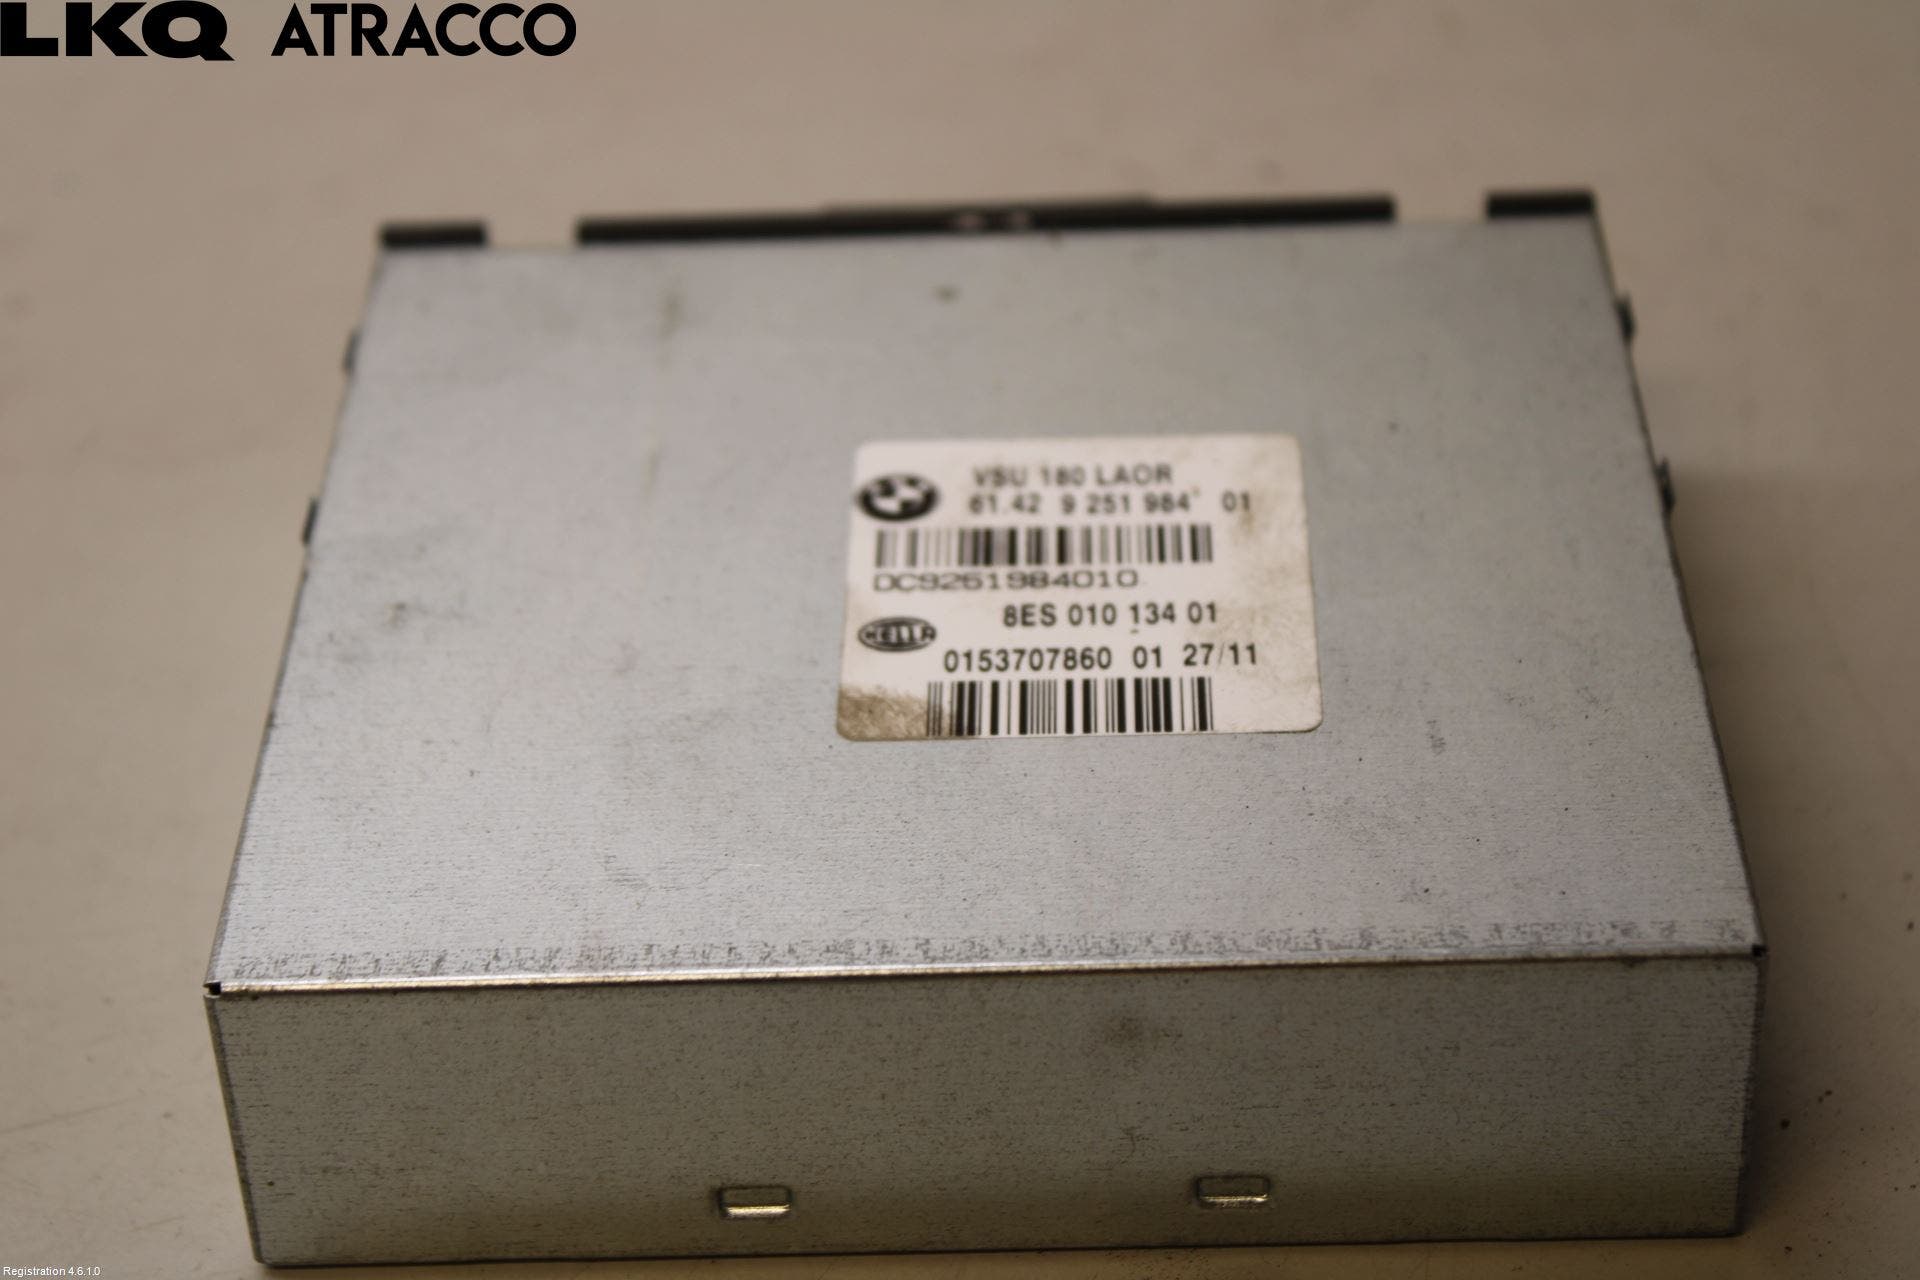 LKQ ATRACCO
VSU 180 LAOR
61.42 9 251 984 01
DC9251984010
HELLA
8ES 010 134 01
0153707860 01 27/11
Registration 4.6.1.0